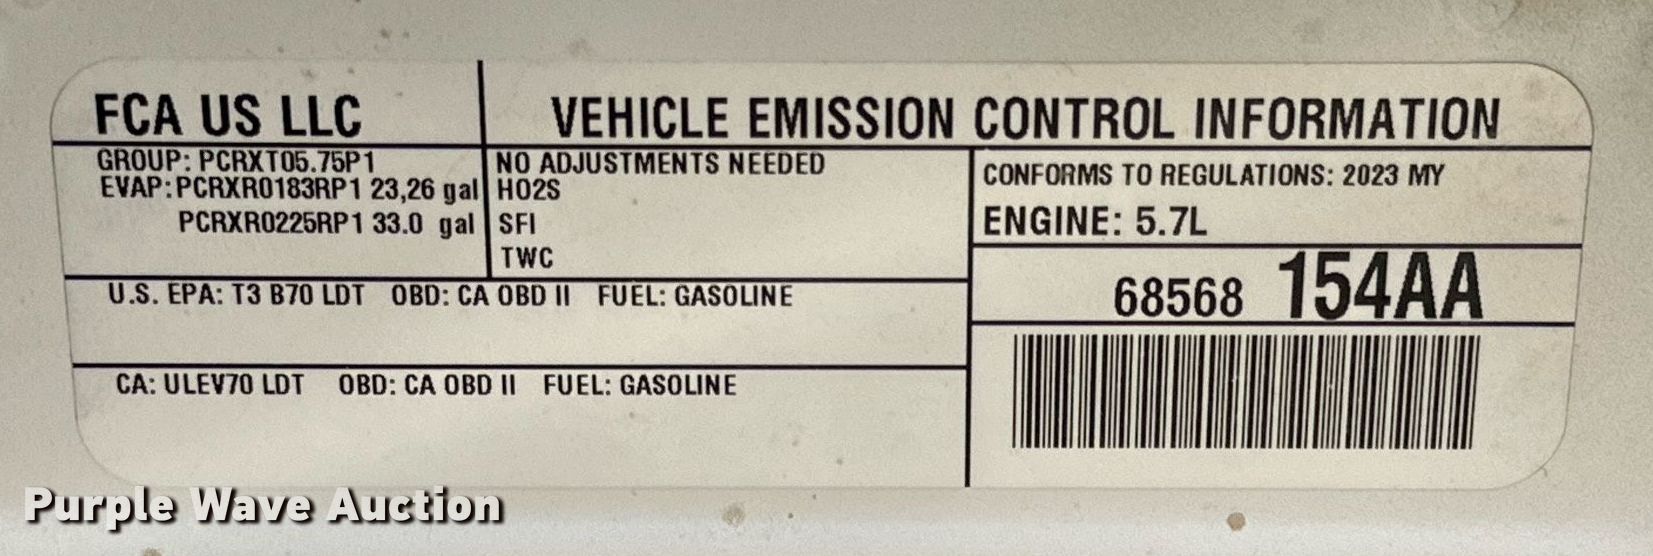 FCA US LLC
VEHICLE EMISSION CONTROL INFORMATION
GROUP: PCRXT05.75P1
EVAP: PCRXR0183RP1 23,26 gal
PCRXR0225RP1 33.0 gal
NO ADJUSTMENTS NEEDED
HO2S
SFI
TWC
CONFORMS TO REGULATIONS: 2023 MY
ENGINE: 5.7L
68568 154AA
U.S. EPA: T3 B70 LDT OBD: CA OBD II FUEL: GASOLINE
CA: ULEV70 LDT OBD: CA OBD II FUEL: GASOLINE
Purple Wave Auction